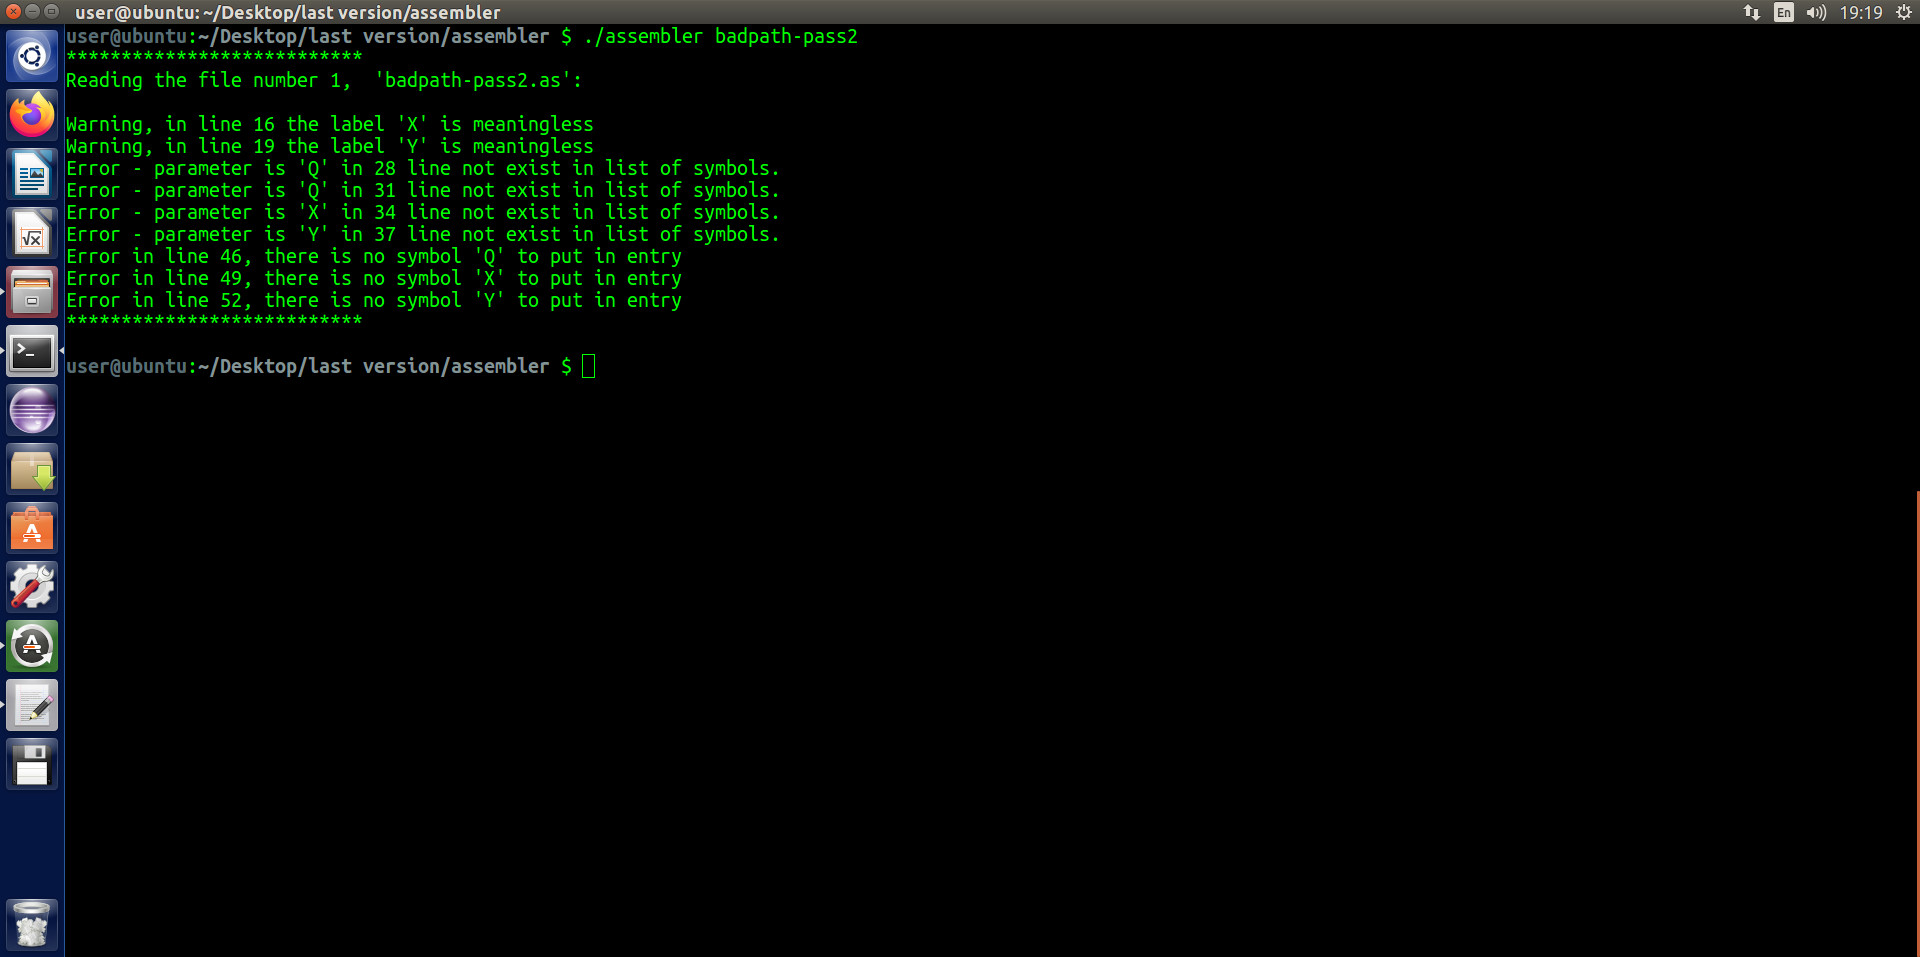 user@ubuntu: ~/Desktop/last version/assembler
En 19:19
user@ubuntu:~/Desktop/last version/assembler $ ./assembler badpath-pass2
***************************
Reading the file number 1,  'badpath-pass2.as':
Warning, in line 16 the label 'X' is meaningless
Warning, in line 19 the label 'Y' is meaningless
Error - parameter is 'Q' in 28 line not exist in list of symbols.
Error - parameter is 'Q' in 31 line not exist in list of symbols.
Error - parameter is 'X' in 34 line not exist in list of symbols.
Error - parameter is 'Y' in 37 line not exist in list of symbols.
Error in line 46, there is no symbol 'Q' to put in entry
Error in line 49, there is no symbol 'X' to put in entry
Error in line 52, there is no symbol 'Y' to put in entry
***************************
user@ubuntu:~/Desktop/last version/assembler $